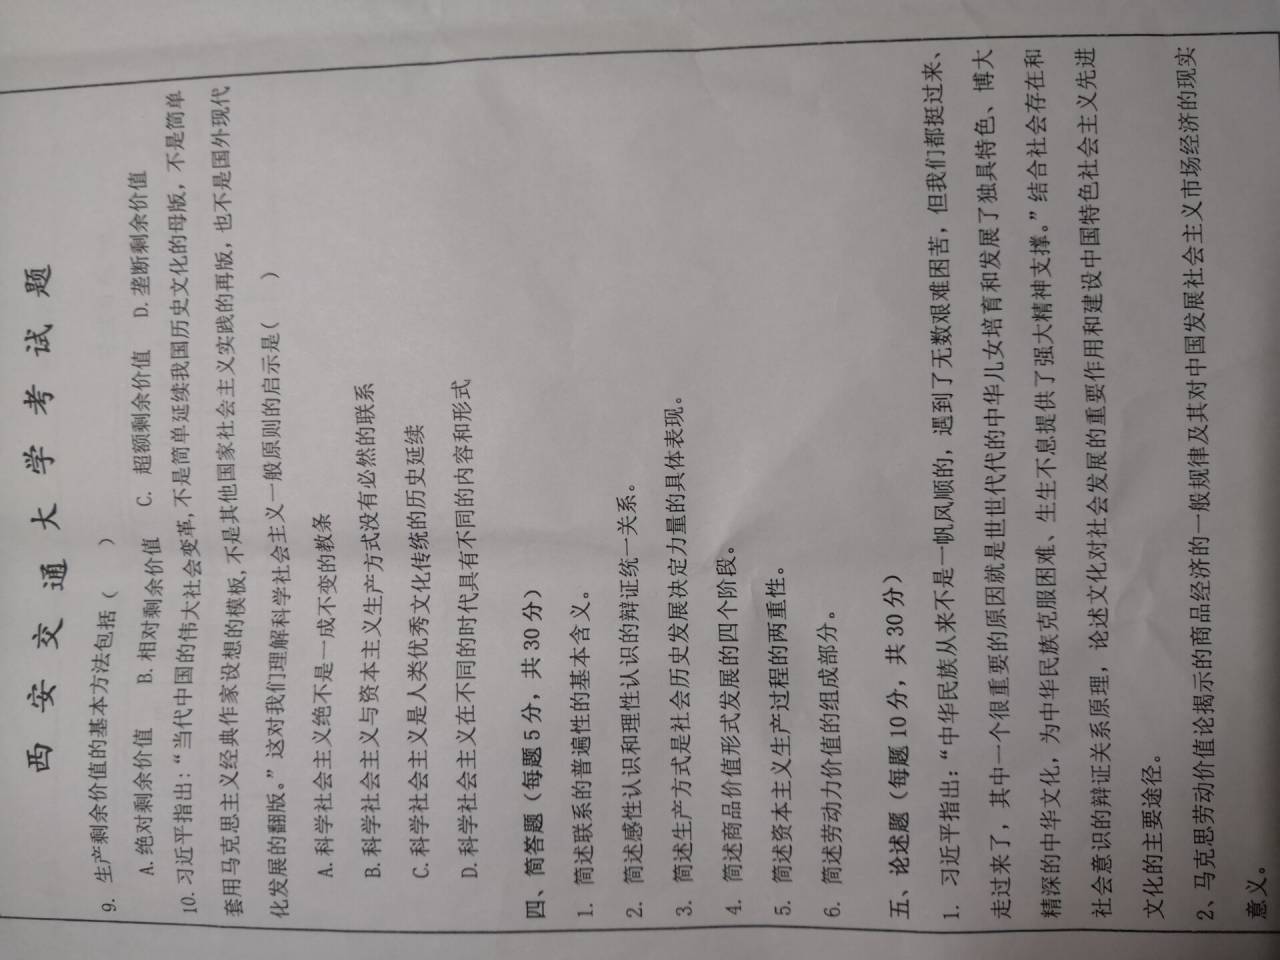 西安交通大学考试题
9. 生产剩余价值的基本方法包括（　　）
A. 绝对剩余价值　　B. 相对剩余价值　　C. 超额剩余价值　　D. 垄断剩余价值
10. 习近平指出：“当代中国的伟大社会变革，不是简单延续我国历史文化的母版，不是简单
套用马克思主义经典作家设想的模板，不是其他国家社会主义实践的再版，也不是国外现代
化发展的翻版。”这对我们理解科学社会主义一般原则的启示是（　　）
A. 科学社会主义绝不是一成不变的教条
B. 科学社会主义与资本主义生产方式没有必然的联系
C. 科学社会主义是人类优秀文化传统的历史延续
D. 科学社会主义在不同的时代具有不同的内容和形式
四、简答题（每题5分，共30分）
1. 简述联系的普遍性的基本含义。
2. 简述感性认识和理性认识的辩证统一关系。
3. 简述生产方式是社会历史发展决定力量的具体表现。
4. 简述商品价值形式发展的四个阶段。
5. 简述资本主义生产过程的两重性。
6. 简述劳动力价值的组成部分。
五、论述题（每题10分，共30分）
1. 习近平指出：“中华民族从来不是一帆风顺的，遇到了无数艰难困苦，但我们都挺过来、
走过来了，其中一个很重要的原因就是世世代代的中华儿女培育和发展了独具特色、博大
精深的中华文化，为中华民族克服困难、生生不息提供了强大精神支撑。”结合社会存在和
社会意识的辩证关系原理，论述文化对社会发展的重要作用和建设中国特色社会主义先进
文化的主要途径。
2、马克思劳动价值论揭示的商品经济的一般规律及其对中国发展社会主义市场经济的现实
意义。